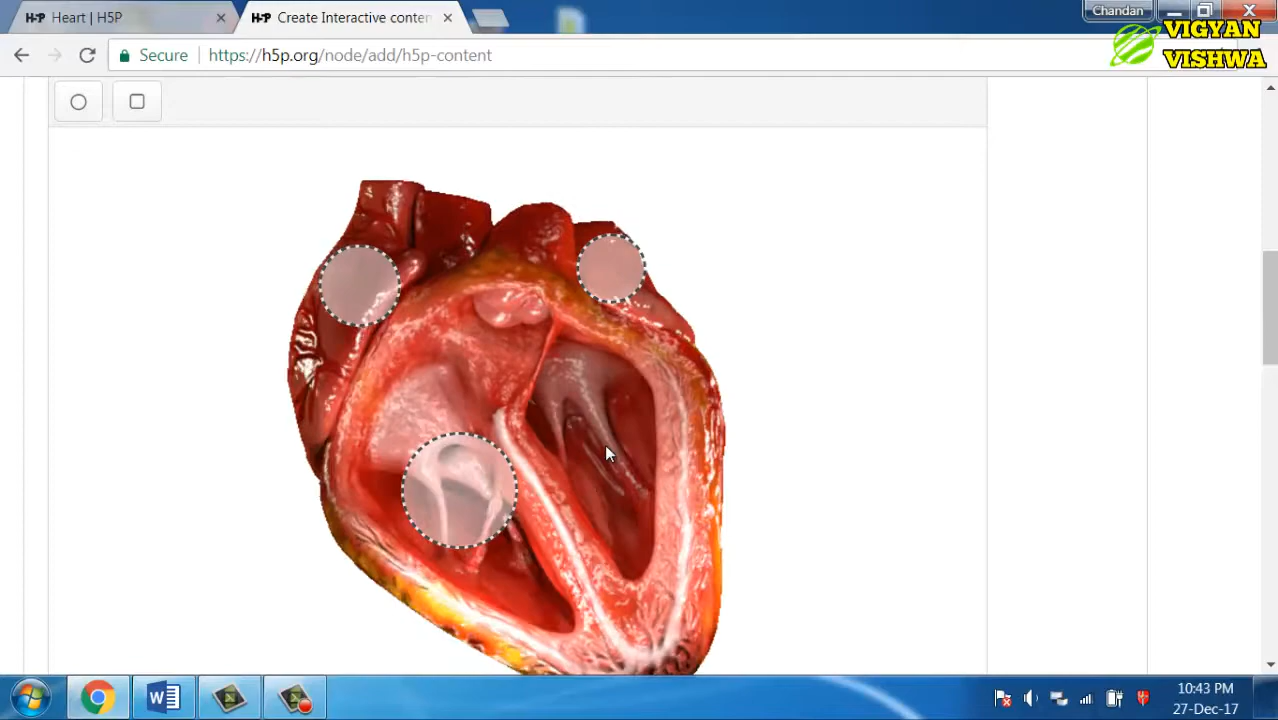 Heart | H5P
Create Interactive conten
Chandan
Secure
https://h5p.org/node/add/h5p-content
VIGYAN
VISHWA
10:43 PM
27-Dec-17